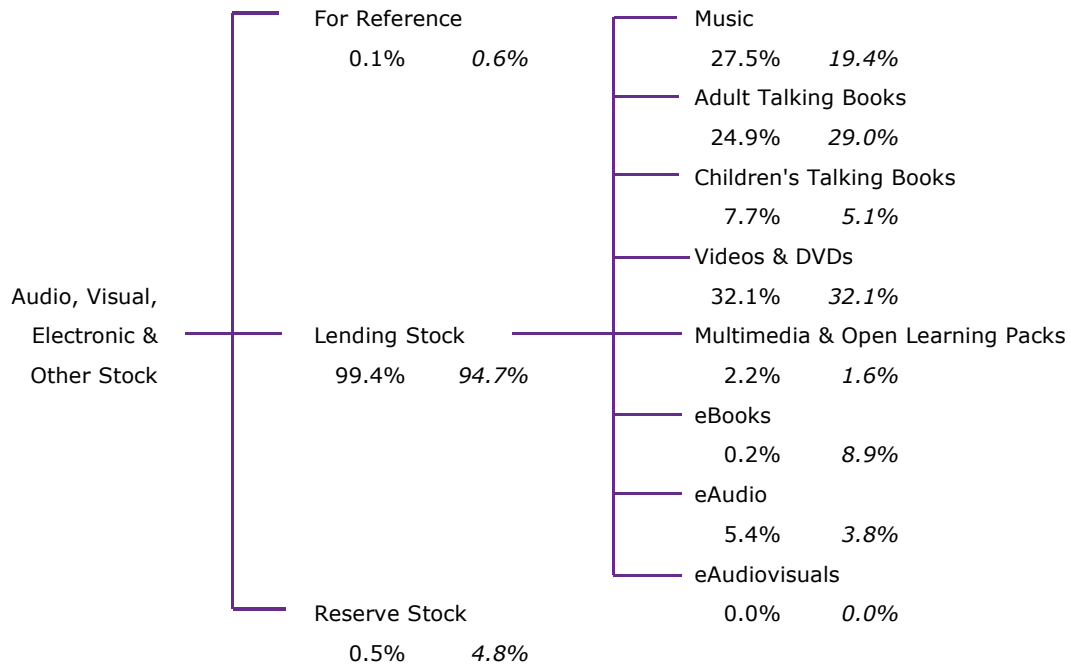 For Reference
0.1% 0.6%
Music
27.5% 19.4%
Adult Talking Books
24.9% 29.0%
Children's Talking Books
7.7% 5.1%
Videos & DVDs
32.1% 32.1%
Audio, Visual,
Electronic &
Other Stock
Lending Stock
99.4% 94.7%
Multimedia & Open Learning Packs
2.2% 1.6%
eBooks
0.2% 8.9%
eAudio
5.4% 3.8%
eAudiovisuals
0.0% 0.0%
Reserve Stock
0.5% 4.8%